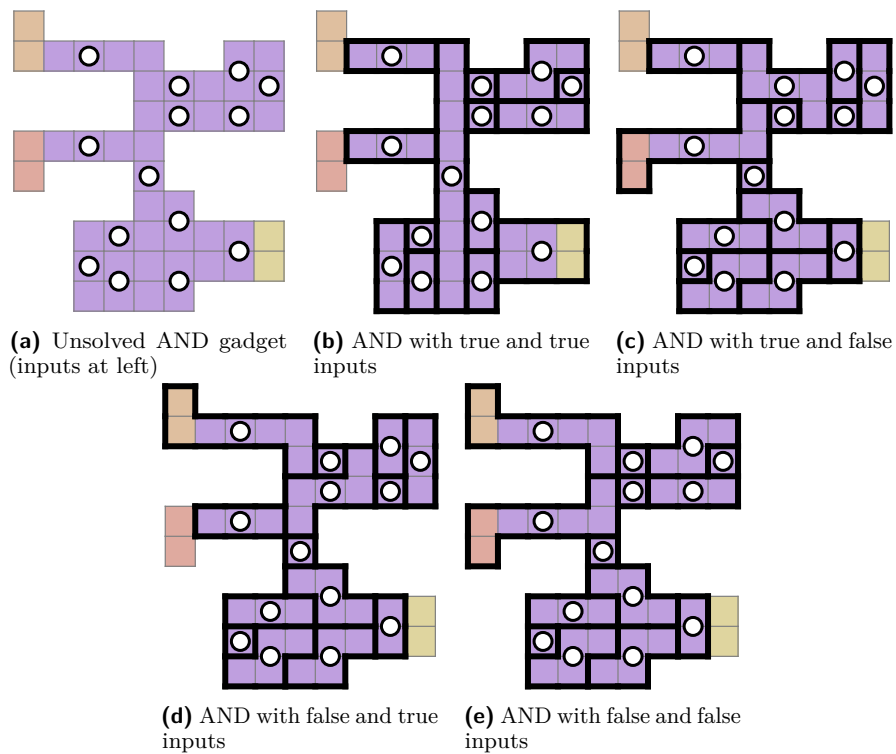 (a) Unsolved AND gadget
(inputs at left)
(b) AND with true and true
inputs
(c) AND with true and false
inputs
(d) AND with false and true
inputs
(e) AND with false and false
inputs